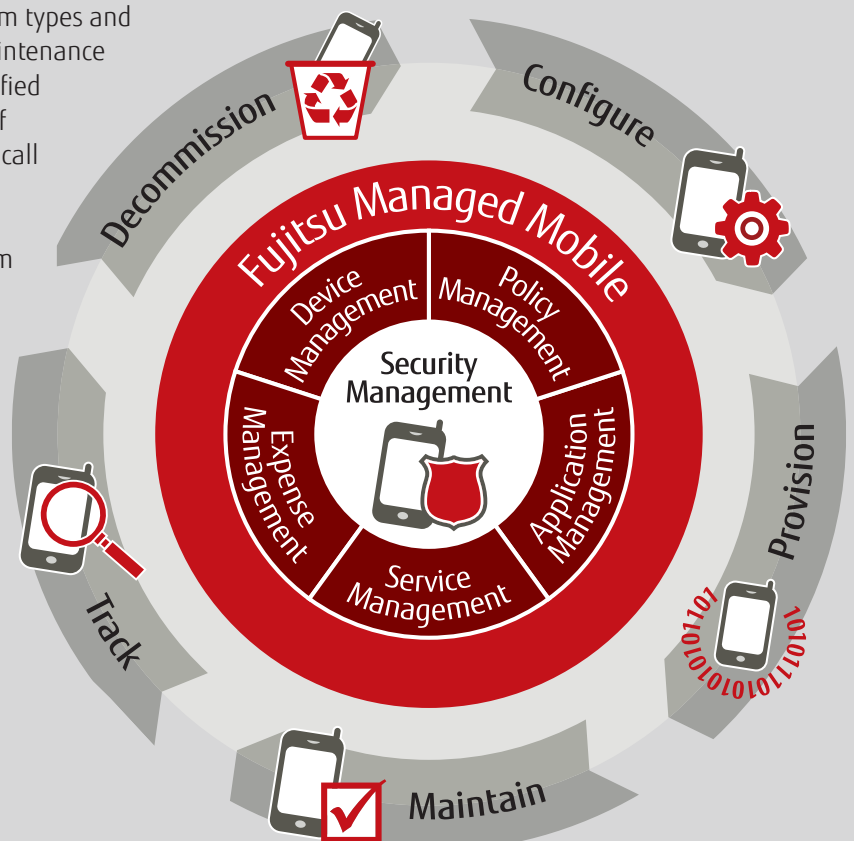 m types and
intenance
fied
f
call
m
Decommission
Configure
Provision
Maintain
Track
Fujitsu Managed Mobile
Device
Management
Policy
Management
Application
Management
Service
Management
Expense
Management
Security
Management